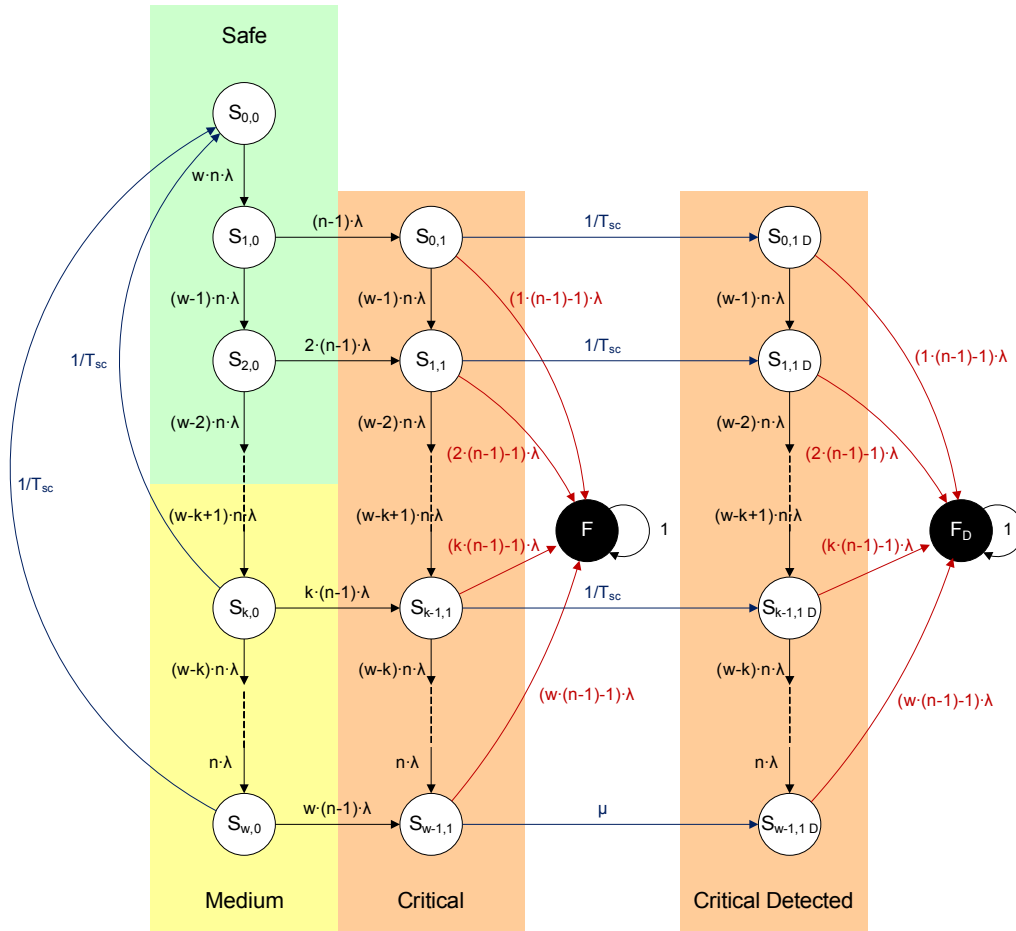 Safe
S0,0
w·n·λ
(n-1)·λ
1/Tsc
S1,0
S0,1
S0,1 D
(w-1)·n·λ
(w-1)·n·λ
(1·(n-1)-1)·λ
(w-1)·n·λ
1/Tsc
2·(n-1)·λ
1/Tsc
(1·(n-1)-1)·λ
S2,0
S1,1
S1,1 D
(w-2)·n·λ
(w-2)·n·λ
(w-2)·n·λ
(2·(n-1)-1)·λ
(2·(n-1)-1)·λ
1/Tsc
(w-k+1)·n·λ
(w-k+1)·n·λ
(w-k+1)·n·λ
F
1
FD
1
(k·(n-1)-1)·λ
(k·(n-1)-1)·λ
k·(n-1)·λ
1/Tsc
Sk,0
Sk-1,1
Sk-1,1 D
(w-k)·n·λ
(w-k)·n·λ
(w-k)·n·λ
(w·(n-1)-1)·λ
(w·(n-1)-1)·λ
n·λ
n·λ
n·λ
w·(n-1)·λ
μ
Sw,0
Sw-1,1
Sw-1,1 D
Medium
Critical
Critical Detected